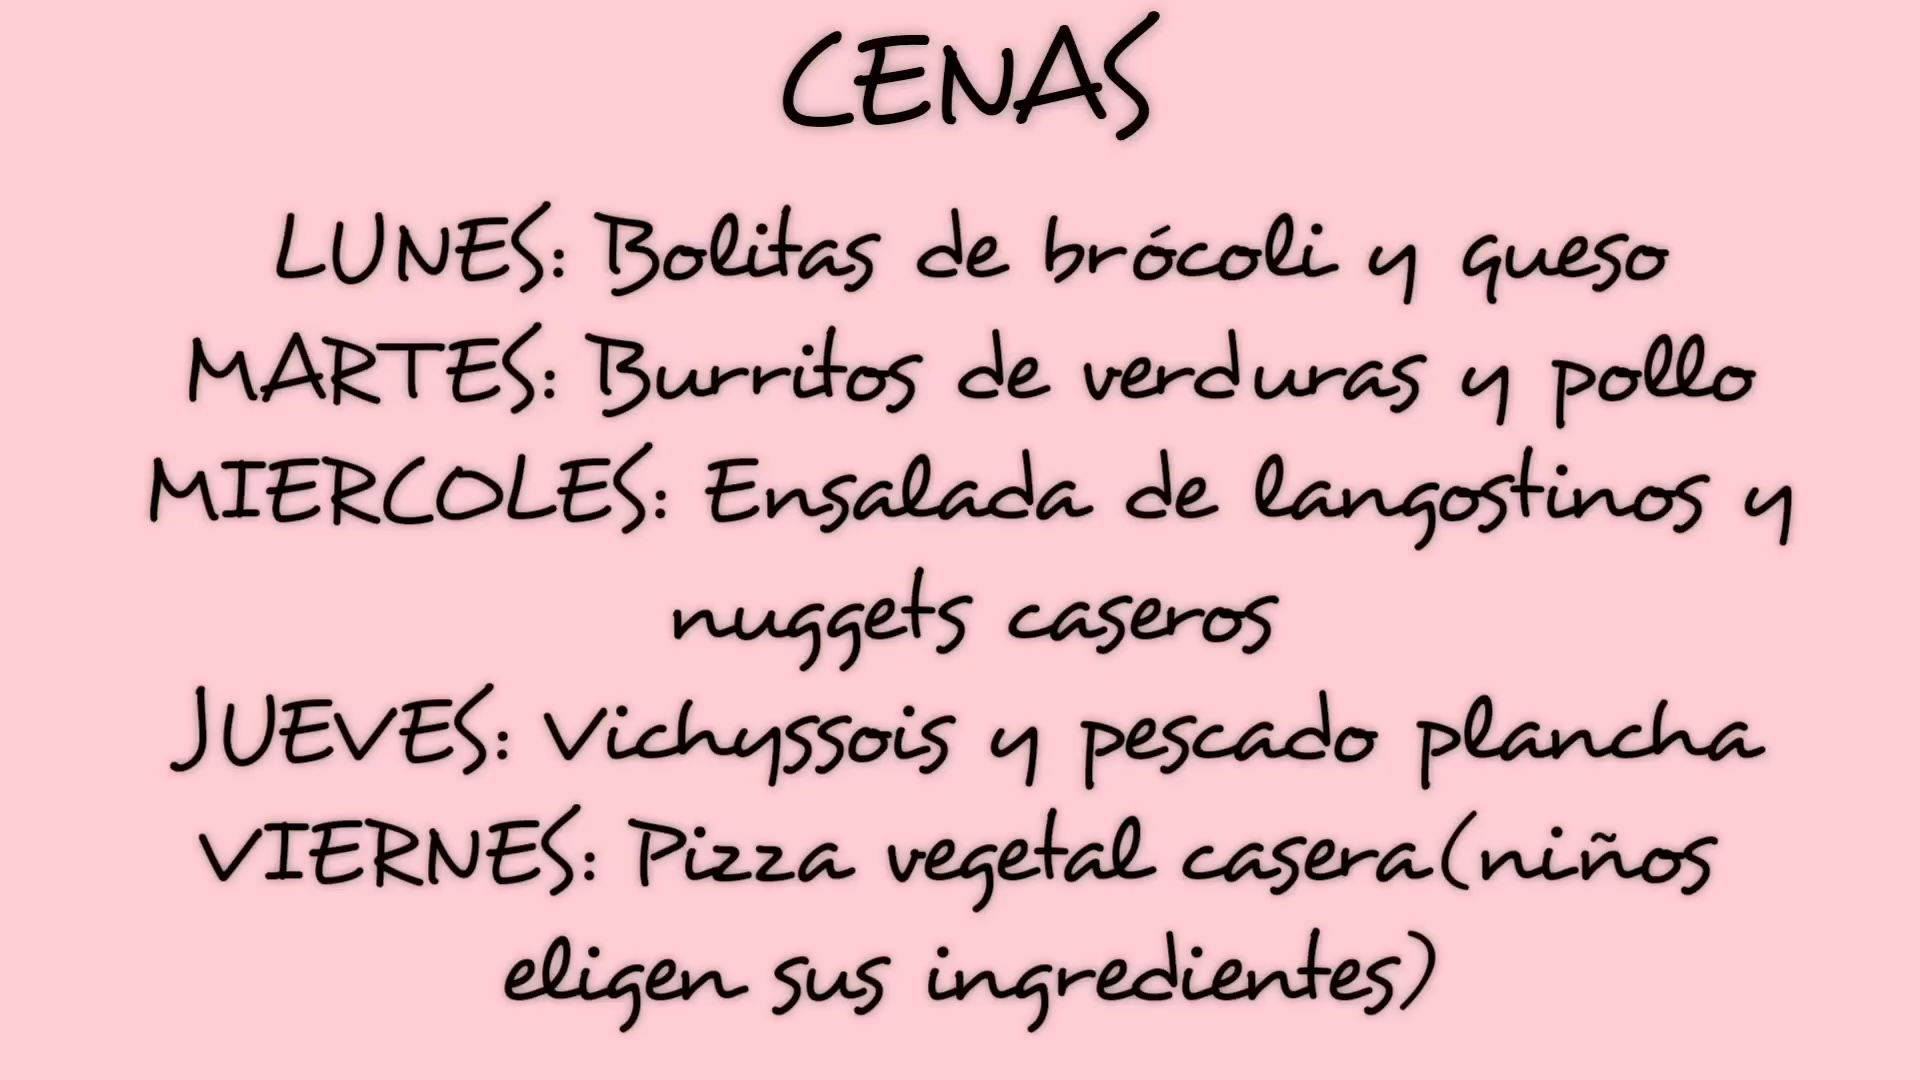 CENAS
LUNES: Bolitas de brócoli y queso
MARTES: Burritos de verduras y pollo
MIERCOLES: Ensalada de langostinos y
nuggets caseros
JUEVES: Vichyssois y pescado plancha
VIERNES: Pizza vegetal casera(niños
eligen sus ingredientes)